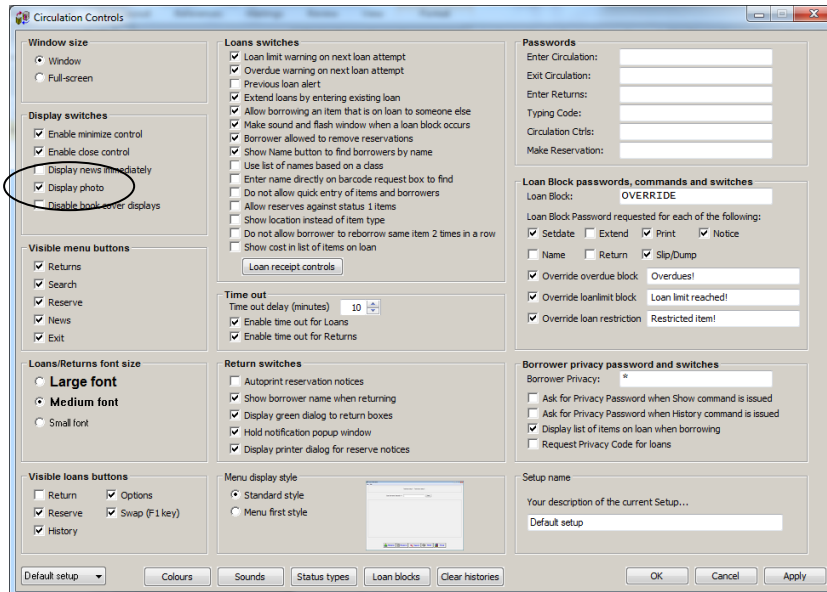 Circulation Controls
Window size
Window
Full-screen
Display switches
Enable minimize control
Enable close control
Display news immediately
Display photo
Disable book cover displays
Visible menu buttons
Returns
Search
Reserve
News
Exit
Loans/Returns font size
Large font
Medium font
Small font
Visible loans buttons
Return
Options
Reserve
Swap (F1 key)
History
Loans switches
Loan limit warning on next loan attempt
Overdue warning on next loan attempt
Previous loan alert
Extend loans by entering existing loan
Allow borrowing an item that is on loan to someone else
Make sound and flash window when a loan block occurs
Borrower allowed to remove reservations
Show Name button to find borrowers by name
Use list of names based on a class
Enter name directly on barcode request box to find
Do not allow quick entry of items and borrowers
Allow reserves against status 1 items
Show location instead of item type
Do not allow borrower to reborrow same item 2 times in a row
Show cost in list of items on loan
Loan receipt controls
Time out
Time out delay (minutes) 10
Enable time out for Loans
Enable time out for Returns
Return switches
Autoprint reservation notices
Show borrower name when returning
Display green dialog to return boxes
Hold notification popup window
Display printer dialog for reserve notices
Menu display style
Standard style
Menu first style
Passwords
Enter Circulation:
Exit Circulation:
Enter Returns:
Typing Code:
Circulation Ctrls:
Make Reservation:
Loan Block passwords, commands and switches
Loan Block: OVERRIDE
Loan Block Password requested for each of the following:
Setdate Extend Print Notice
Name Return Slip/Dump
Override overdue block Overdues!
Override loanlimit block Loan limit reached!
Override loan restriction Restricted item!
Borrower privacy password and switches
Borrower Privacy: *
Ask for Privacy Password when Show command is issued
Ask for Privacy Password when History command is issued
Display list of items on loan when borrowing
Request Privacy Code for loans
Setup name
Your description of the current Setup...
Default setup
Default setup Colours Sounds Status types Loan blocks Clear histories OK Cancel Apply